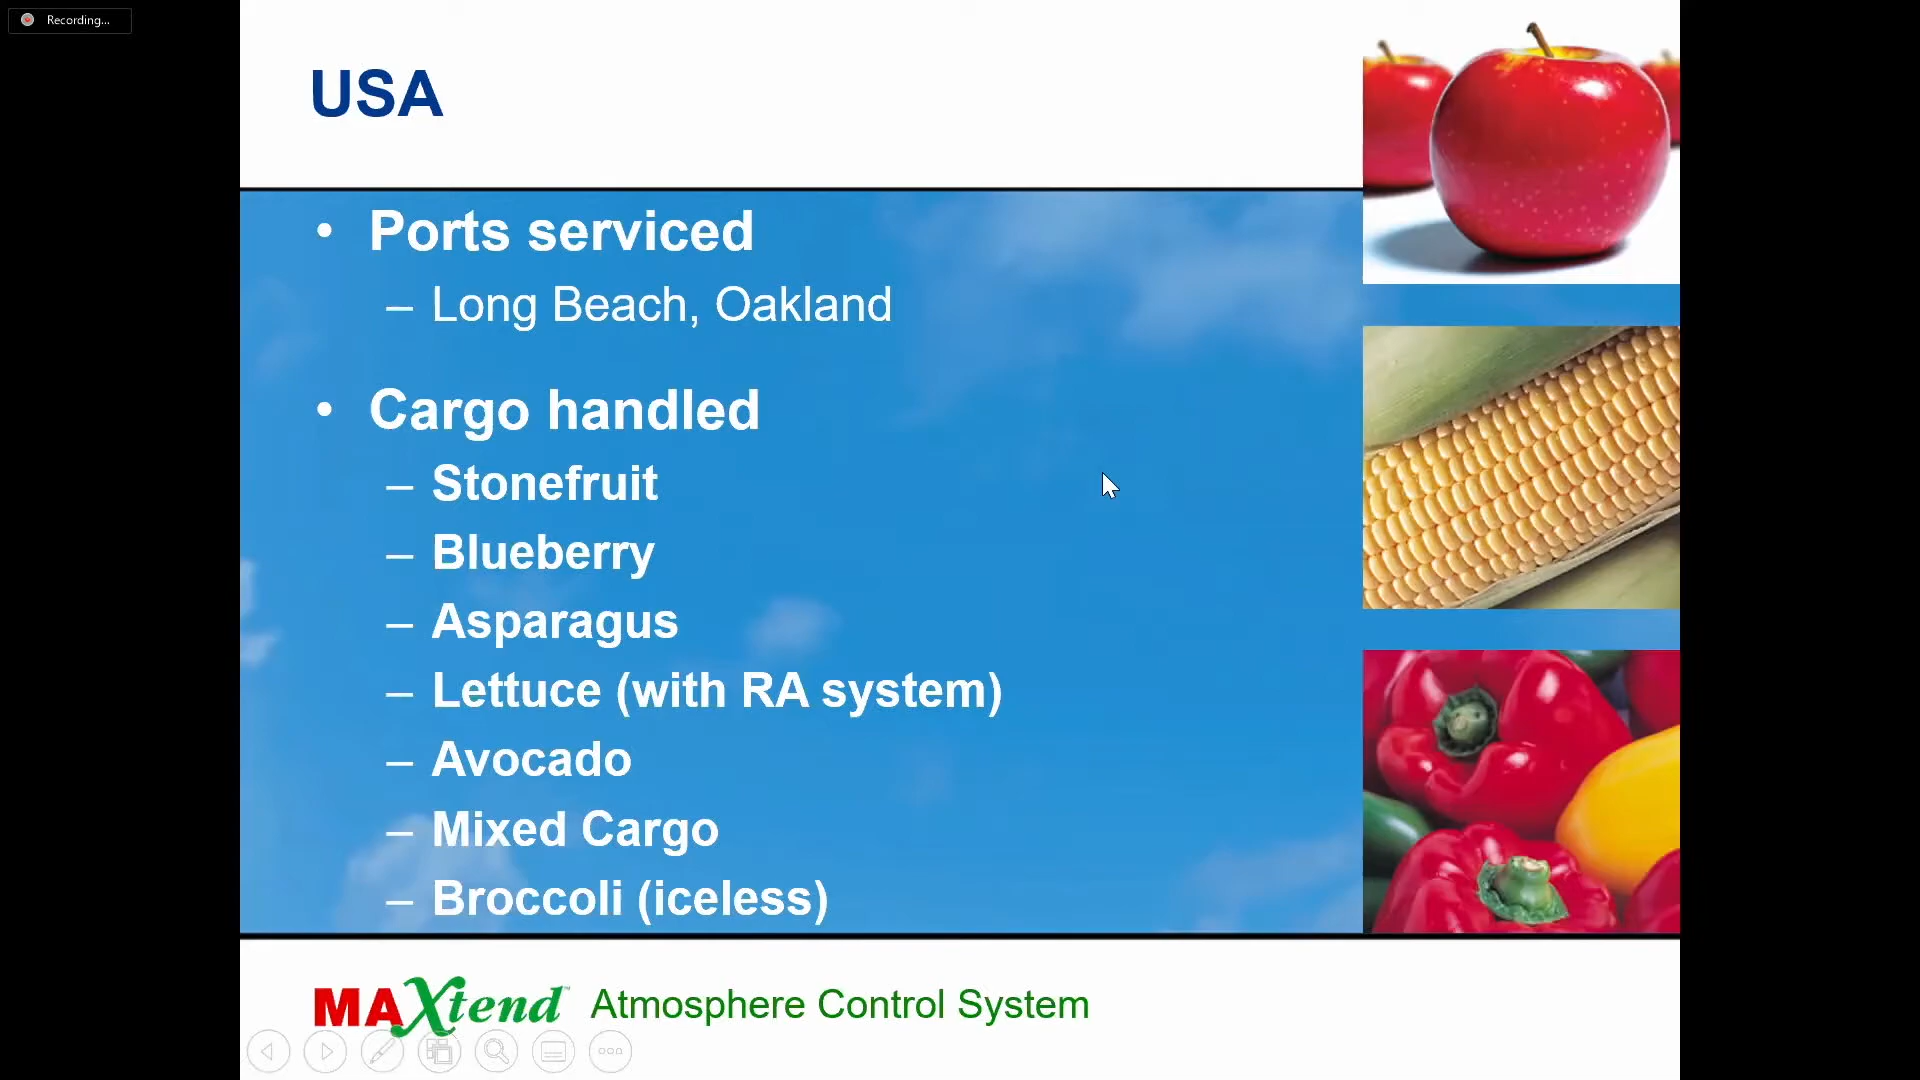 Recording...
USA
• Ports serviced
– Long Beach, Oakland
• Cargo handled
– Stonefruit
– Blueberry
– Asparagus
– Lettuce (with RA system)
– Avocado
– Mixed Cargo
– Broccoli (iceless)
MAXtend™ Atmosphere Control System